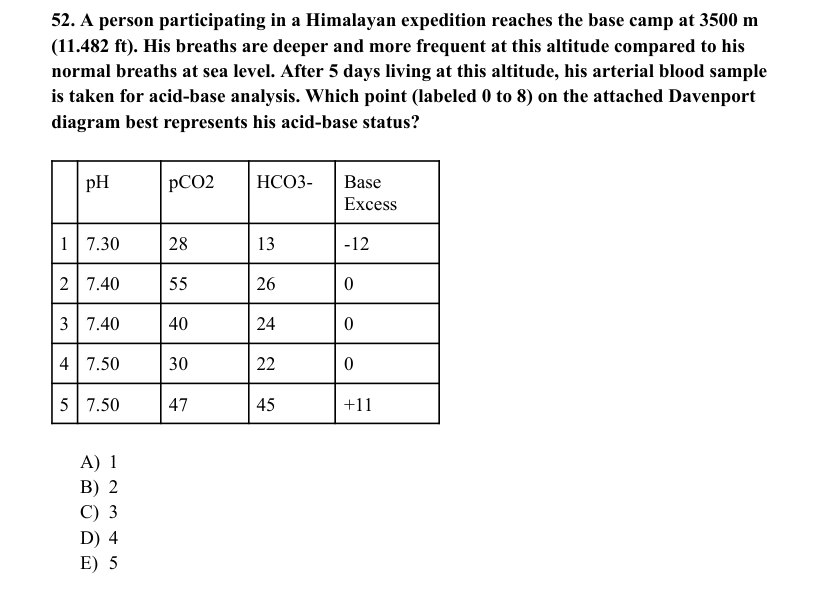 52. A person participating in a Himalayan expedition reaches the base camp at 3500 m
(11.482 ft). His breaths are deeper and more frequent at this altitude compared to his
normal breaths at sea level. After 5 days living at this altitude, his arterial blood sample
is taken for acid-base analysis. Which point (labeled 0 to 8) on the attached Davenport
diagram best represents his acid-base status?
pH pCO2 HCO3- Base
Excess
1 7.30 28 13 -12
2 7.40 55 26 0
3 7.40 40 24 0
4 7.50 30 22 0
5 7.50 47 45 +11
A) 1
B) 2
C) 3
D) 4
E) 5